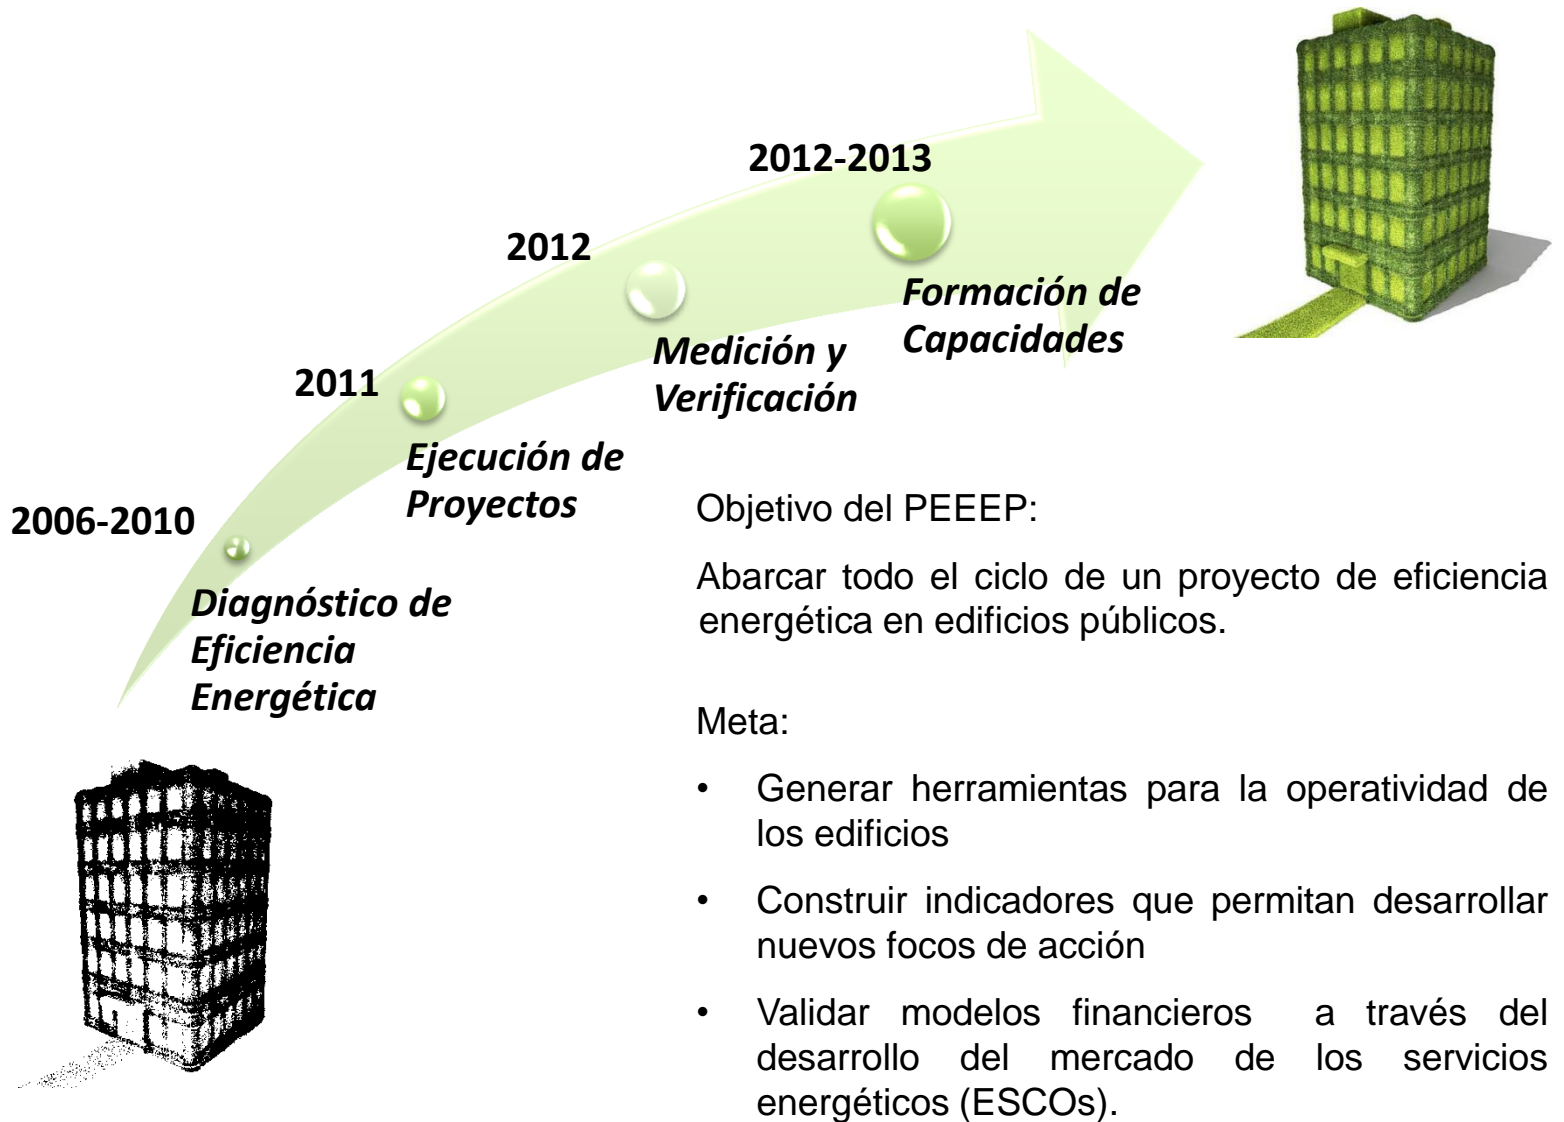 2012-2013
2012
Formación de
Capacidades
Medición y
Verificación
2011
Ejecución de
Proyectos
2006-2010
Diagnóstico de
Eficiencia
Energética
Objetivo del PEEEP:
Abarcar todo el ciclo de un proyecto de eficiencia
energética en edificios públicos.
Meta:
• Generar herramientas para la operatividad de
los edificios
• Construir indicadores que permitan desarrollar
nuevos focos de acción
• Validar modelos financieros a través del
desarrollo del mercado de los servicios
energéticos (ESCOs).